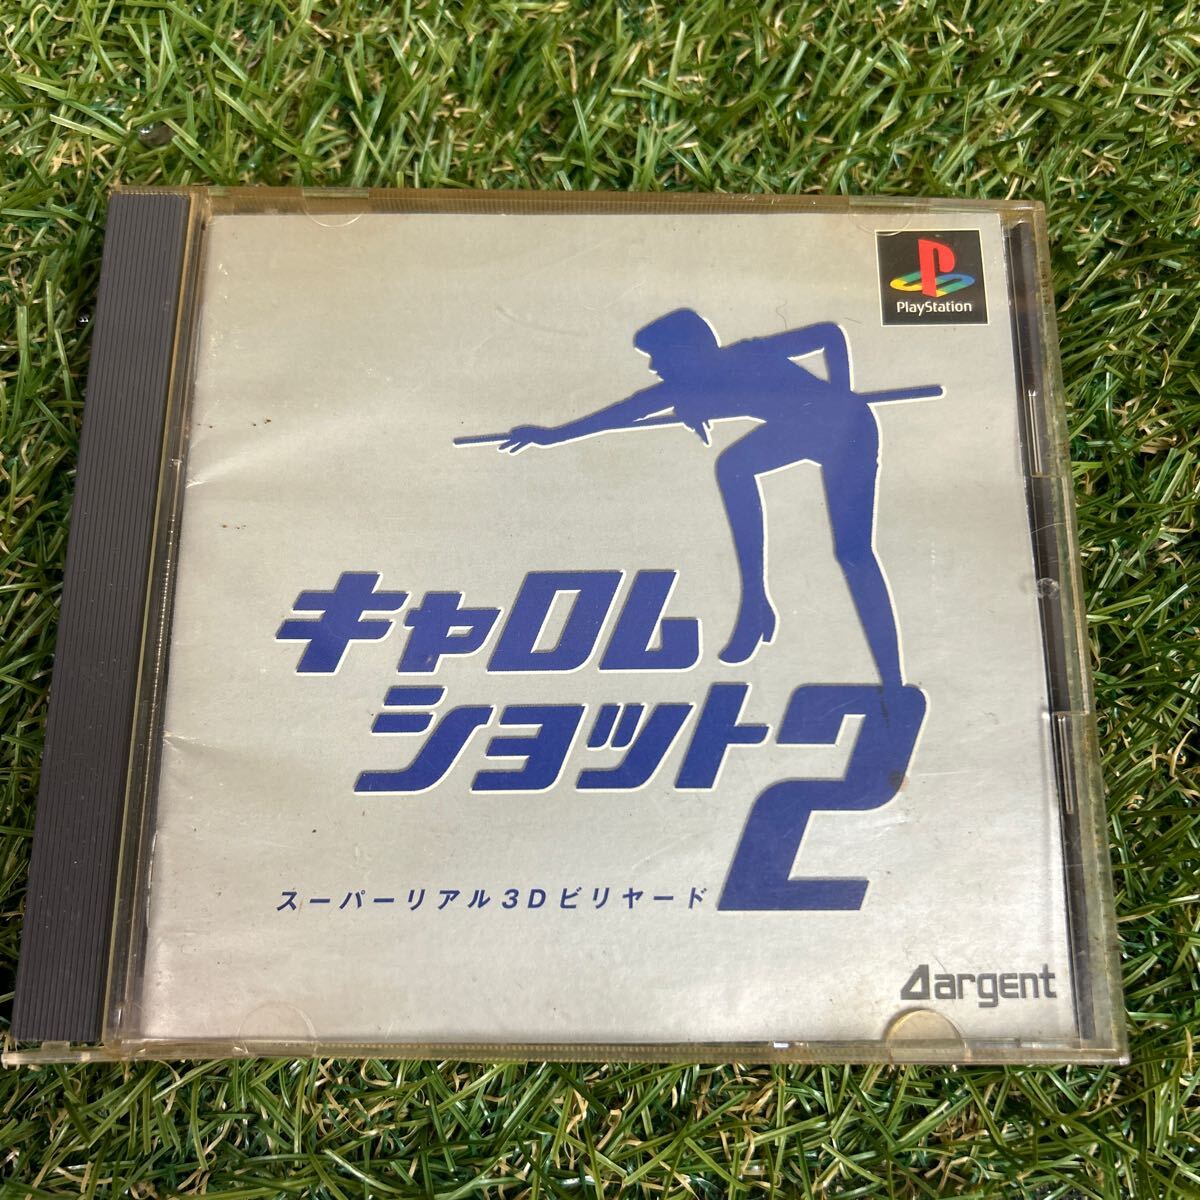 PlayStation
キャロム
ショット2
スーパーリアル3Dビリヤード
argent